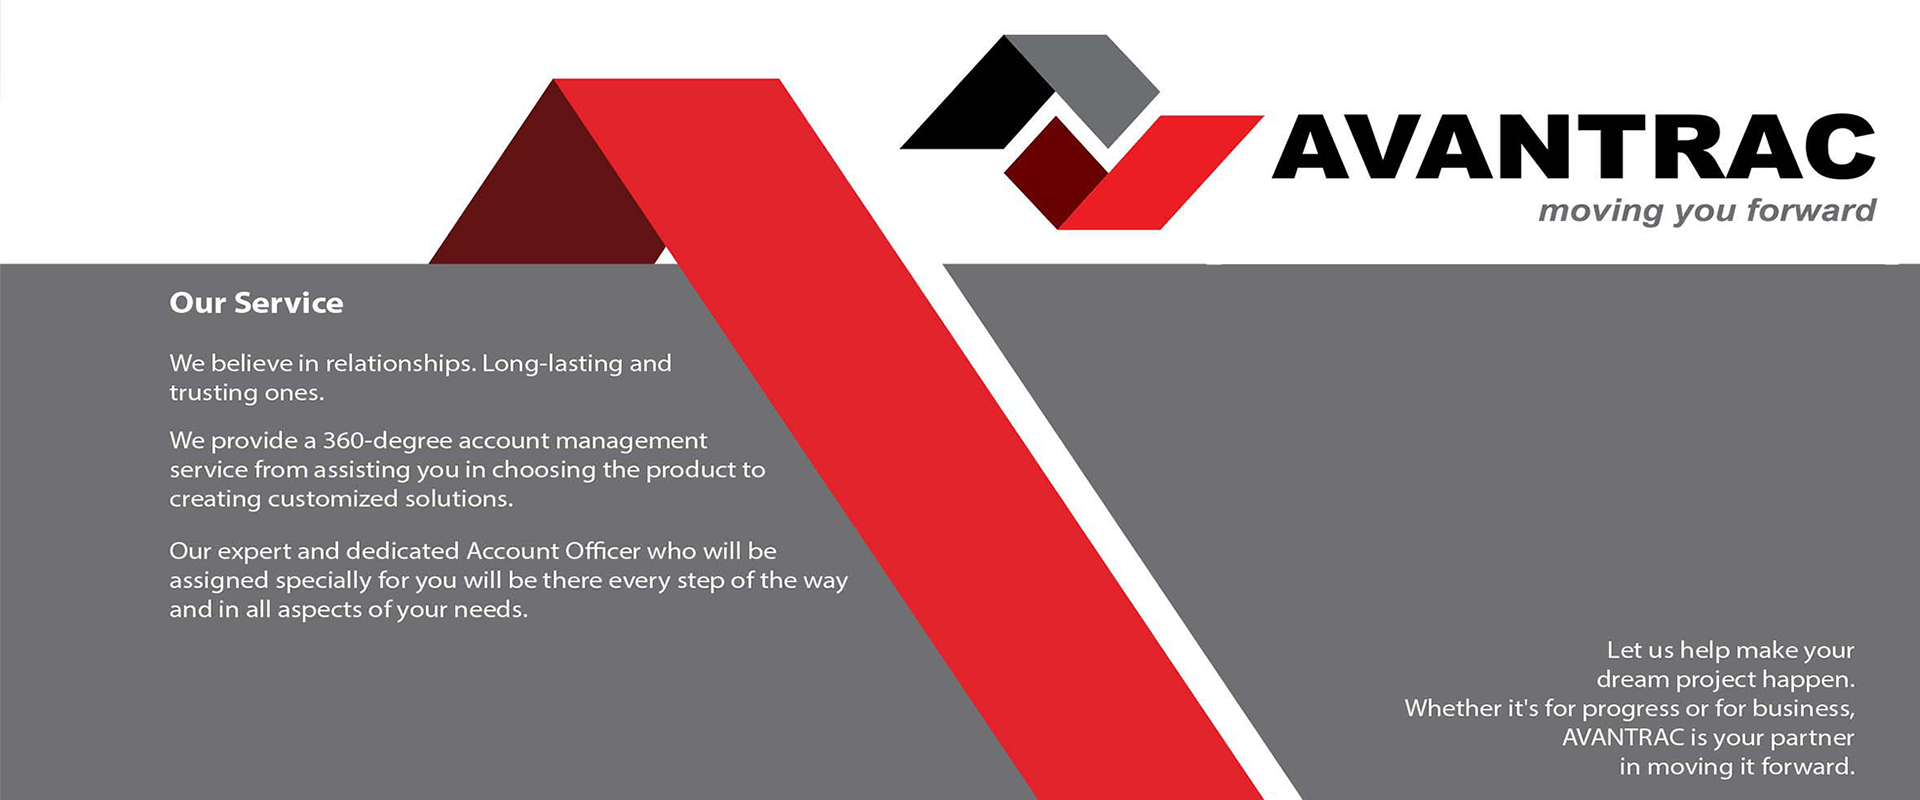 AVANTRAC
moving you forward
Our Service
We believe in relationships. Long-lasting and
trusting ones.
We provide a 360-degree account management
service from assisting you in choosing the product to
creating customized solutions.
Our expert and dedicated Account Officer who will be
assigned specially for you will be there every step of the way
and in all aspects of your needs.
Let us help make your
dream project happen.
Whether it's for progress or for business,
AVANTRAC is your partner
in moving it forward.